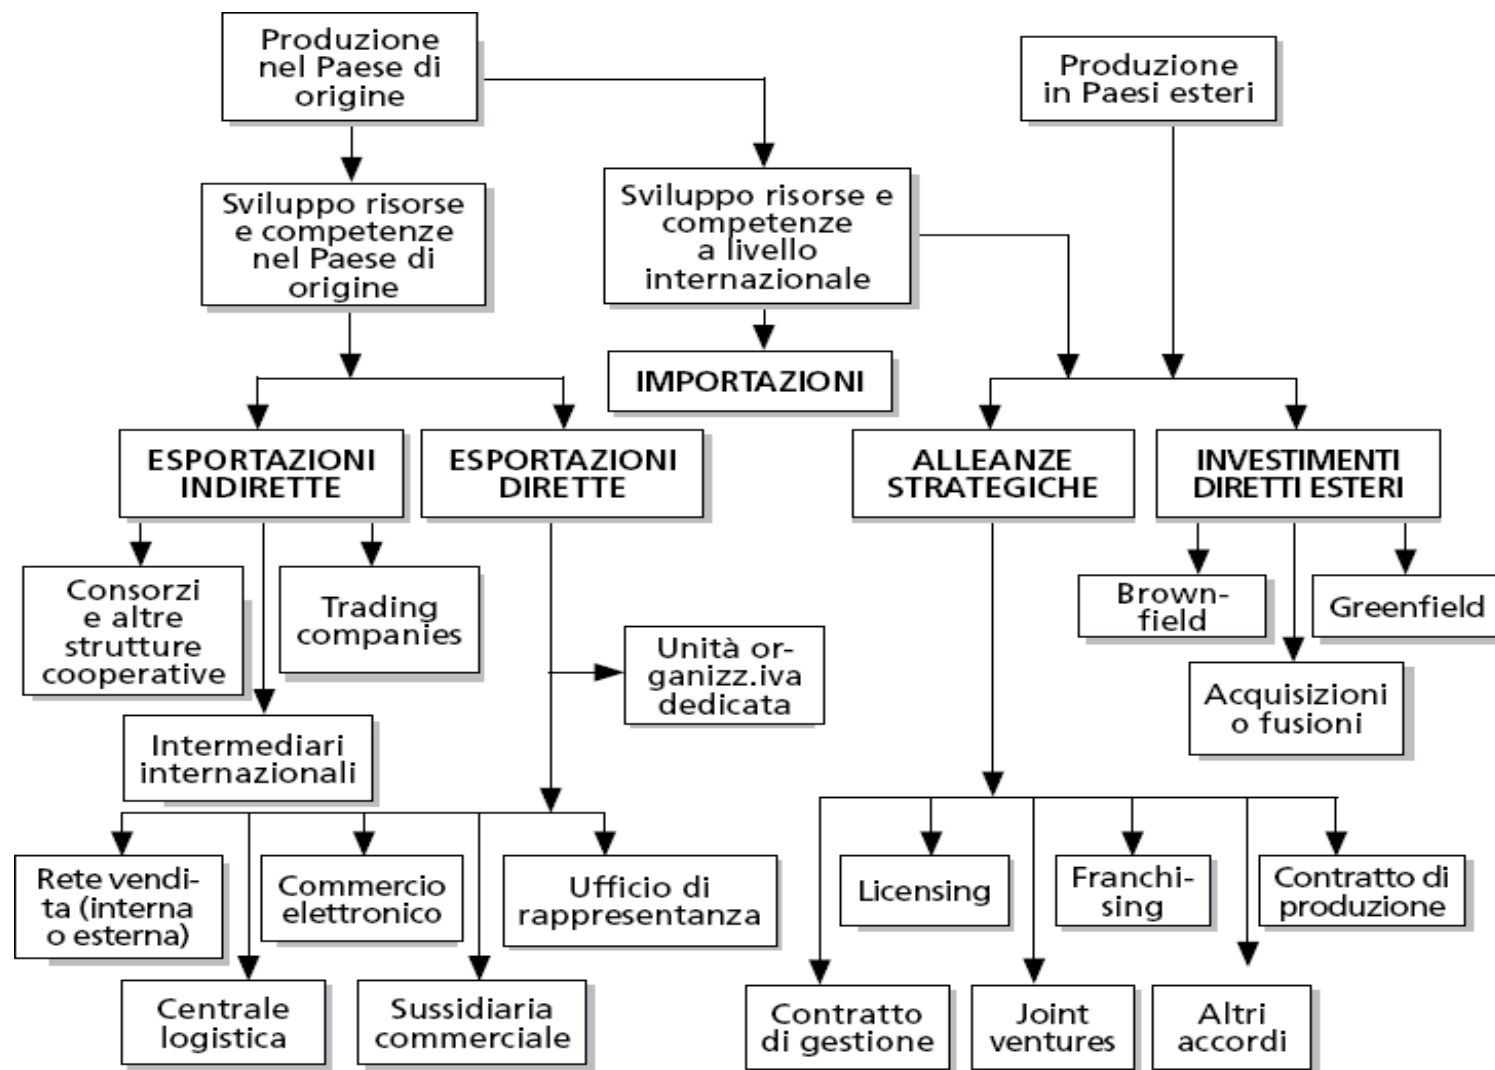 Produzione
nel Paese di
origine
Produzione
in Paesi esteri
Sviluppo risorse
e competenze
nel Paese di
origine
Sviluppo risorse e
competenze
a livello
internazionale
IMPORTAZIONI
ESPORTAZIONI
INDIRETTE
ESPORTAZIONI
DIRETTE
ALLEANZE
STRATEGICHE
INVESTIMENTI
DIRETTI ESTERI
Consorzi
e altre
strutture
cooperative
Trading
companies
Brown-
field
Greenfield
Unità or-
ganizz.iva
dedicata
Acquisizioni
o fusioni
Intermediari
internazionali
Rete vendi-
ta (interna
o esterna)
Commercio
elettronico
Ufficio di
rappresentanza
Licensing
Franchi-
sing
Contratto di
produzione
Centrale
logistica
Sussidiaria
commerciale
Contratto
di gestione
Joint
ventures
Altri
accordi